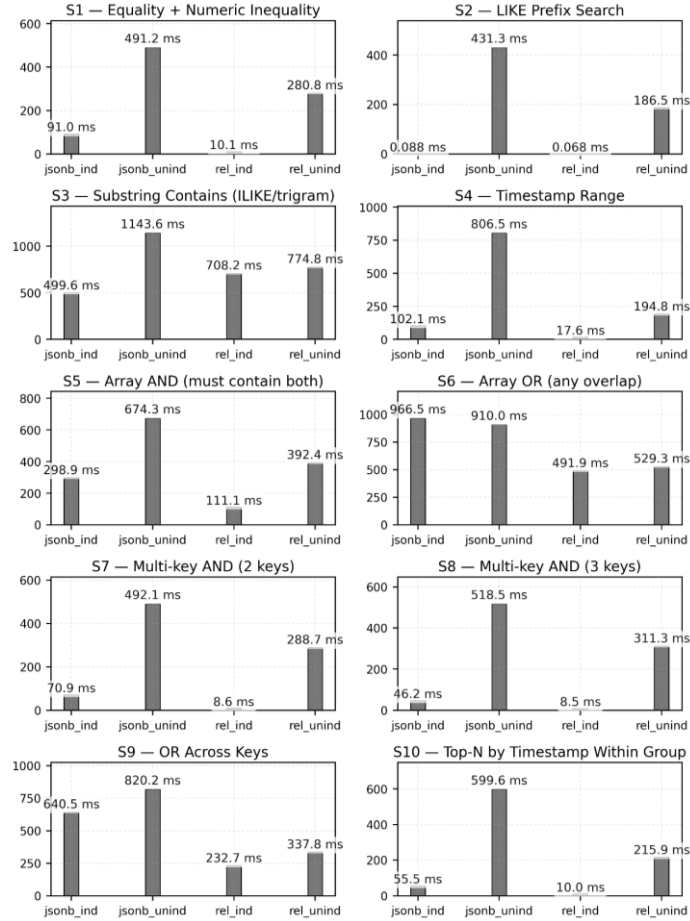 S1 — Equality + Numeric Inequality
600
400
200
0
91.0 ms
491.2 ms
10.1 ms
280.8 ms
jsonb_ind jsonb_unind rel_ind rel_unind
S2 — LIKE Prefix Search
400
200
0
0.088 ms
431.3 ms
0.068 ms
186.5 ms
jsonb_ind jsonb_unind rel_ind rel_unind
S3 — Substring Contains (ILIKE/trigram)
1000
500
0
499.6 ms
1143.6 ms
708.2 ms
774.8 ms
jsonb_ind jsonb_unind rel_ind rel_unind
S4 — Timestamp Range
1000
750
500
250
0
102.1 ms
806.5 ms
17.6 ms
194.8 ms
jsonb_ind jsonb_unind rel_ind rel_unind
S5 — Array AND (must contain both)
800
600
400
200
0
298.9 ms
674.3 ms
111.1 ms
392.4 ms
jsonb_ind jsonb_unind rel_ind rel_unind
S6 — Array OR (any overlap)
1000
750
500
250
0
966.5 ms
910.0 ms
491.9 ms
529.3 ms
jsonb_ind jsonb_unind rel_ind rel_unind
S7 — Multi-key AND (2 keys)
600
400
200
0
70.9 ms
492.1 ms
8.6 ms
288.7 ms
jsonb_ind jsonb_unind rel_ind rel_unind
S8 — Multi-key AND (3 keys)
600
400
200
0
46.2 ms
518.5 ms
8.5 ms
311.3 ms
jsonb_ind jsonb_unind rel_ind rel_unind
S9 — OR Across Keys
1000
750
500
250
0
640.5 ms
820.2 ms
232.7 ms
337.8 ms
jsonb_ind jsonb_unind rel_ind rel_unind
S10 — Top-N by Timestamp Within Group
600
400
200
0
55.5 ms
599.6 ms
10.0 ms
215.9 ms
jsonb_ind jsonb_unind rel_ind rel_unind